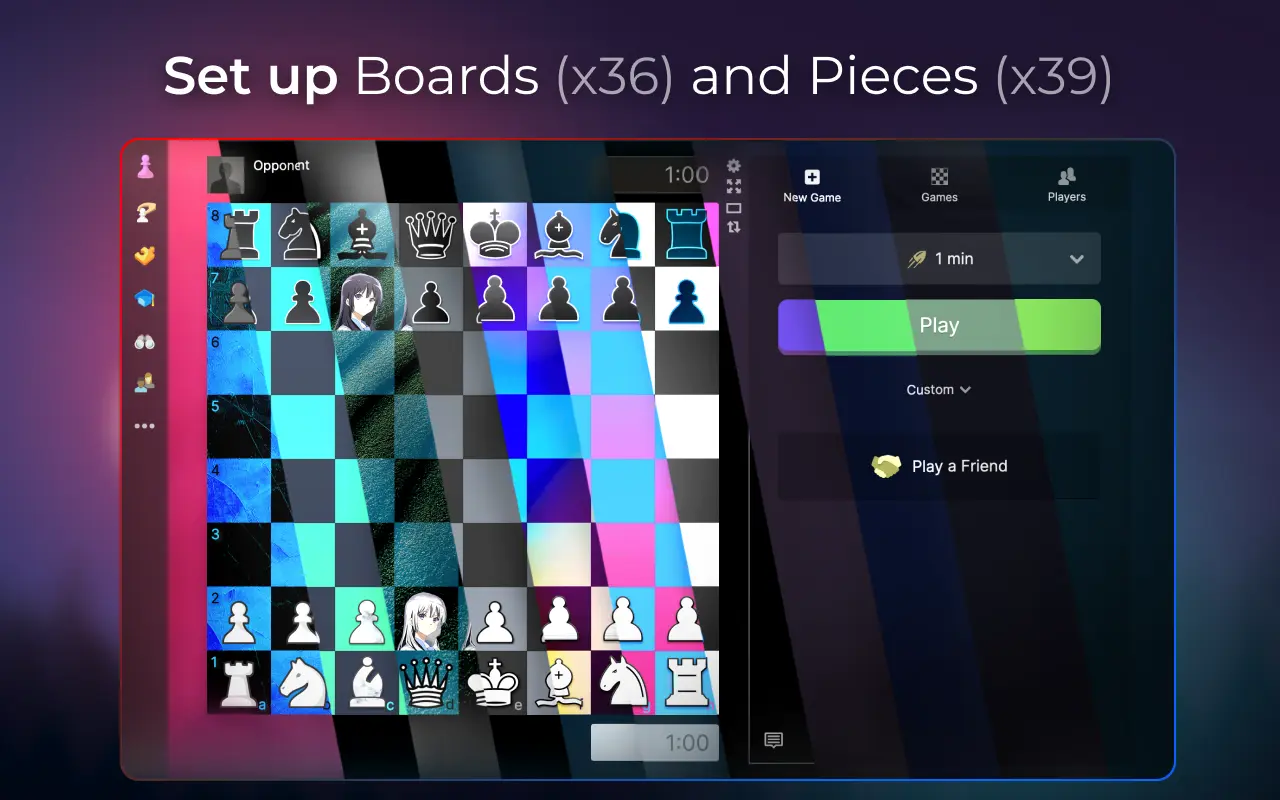 Set up Boards (x36) and Pieces (x39)
Opponent
1:00
New Game
Games
Players
1 min
Play
Custom
Play a Friend
8
7
6
5
4
3
2
1
a
b
c
d
e
g
1:00